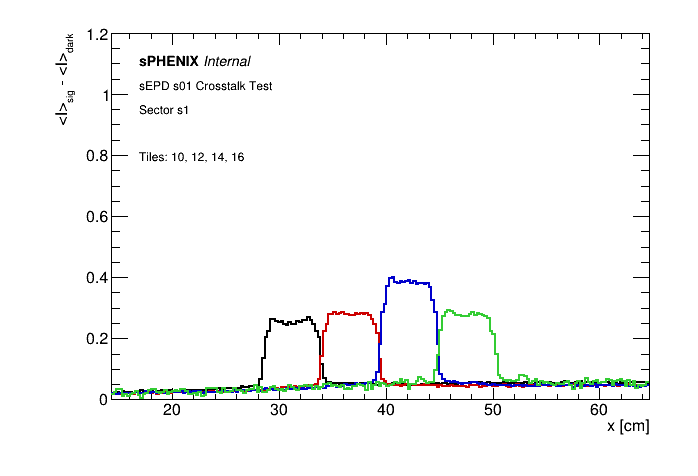 <I>sig - <I>dark
1.2
1
0.8
0.6
0.4
0.2
0
sPHENIX Internal
sEPD s01 Crosstalk Test
Sector s1
Tiles: 10, 12, 14, 16
20 30 40 50 60
x [cm]